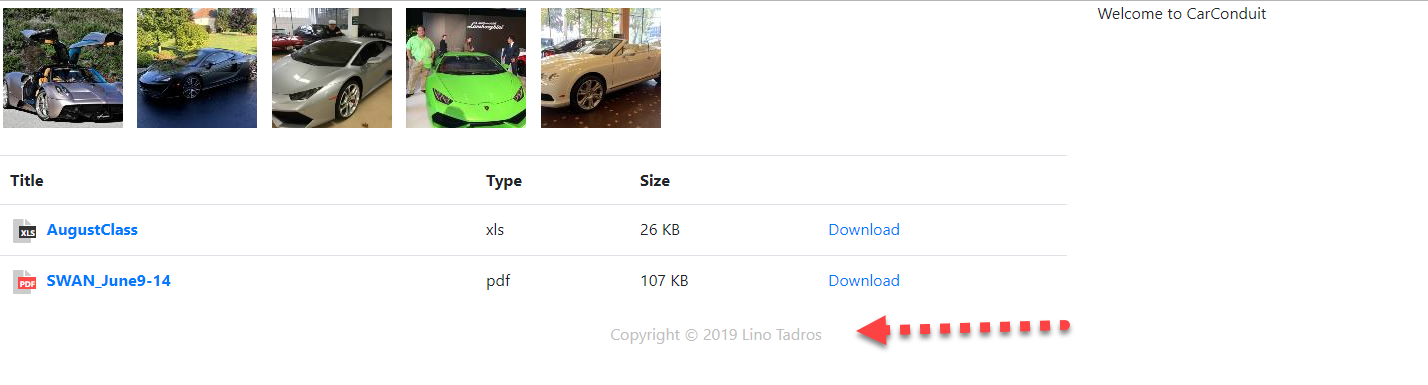 Welcome to CarConduit
Lamborghini
Title Type Size
XLS AugustClass xls 26 KB Download
PDF SWAN_June9-14 pdf 107 KB Download
Copyright © 2019 Lino Tadros